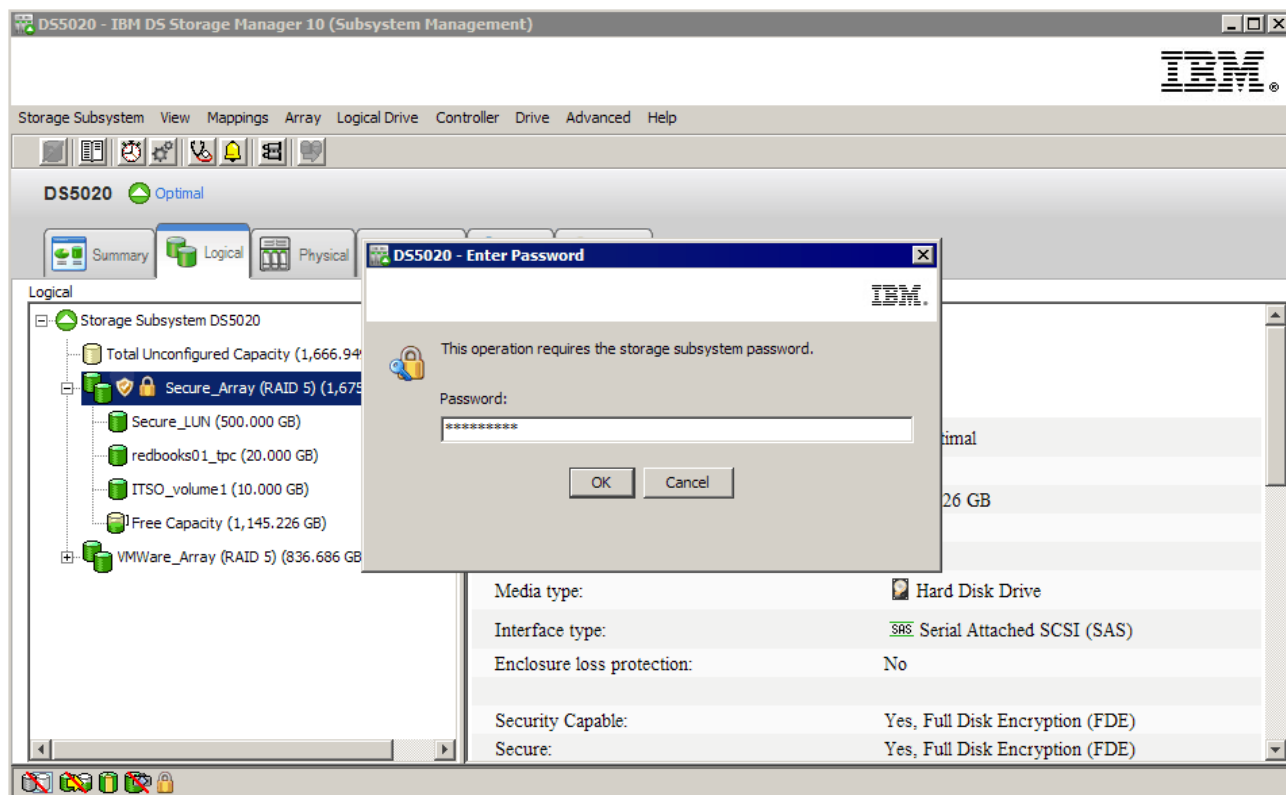 DS5020 - IBM DS Storage Manager 10 (Subsystem Management)
IBM®
Storage Subsystem View Mappings Array Logical Drive Controller Drive Advanced Help
DS5020 Optimal
Summary Logical Physical
DS5020 - Enter Password
IBM.
This operation requires the storage subsystem password.
Password:
*********
OK Cancel
Logical
Storage Subsystem DS5020
Total Unconfigured Capacity (1,666.94
Secure_Array (RAID 5) (1,675
Secure_LUN (500.000 GB)
redbooks01_tpc (20.000 GB)
ITSO_volume1 (10.000 GB)
Free Capacity (1,145.226 GB)
VMWare_Array (RAID 5) (836.686 GB
timal
26 GB
Media type: Hard Disk Drive
Interface type: SAS Serial Attached SCSI (SAS)
Enclosure loss protection: No
Security Capable: Yes, Full Disk Encryption (FDE)
Secure: Yes, Full Disk Encryption (FDE)